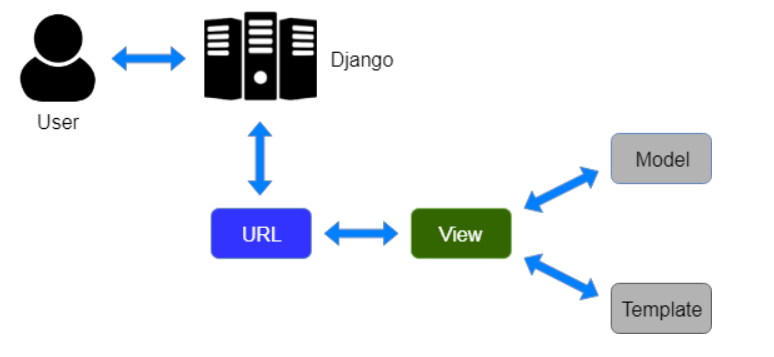 Django
User
Model
URL
View
Template